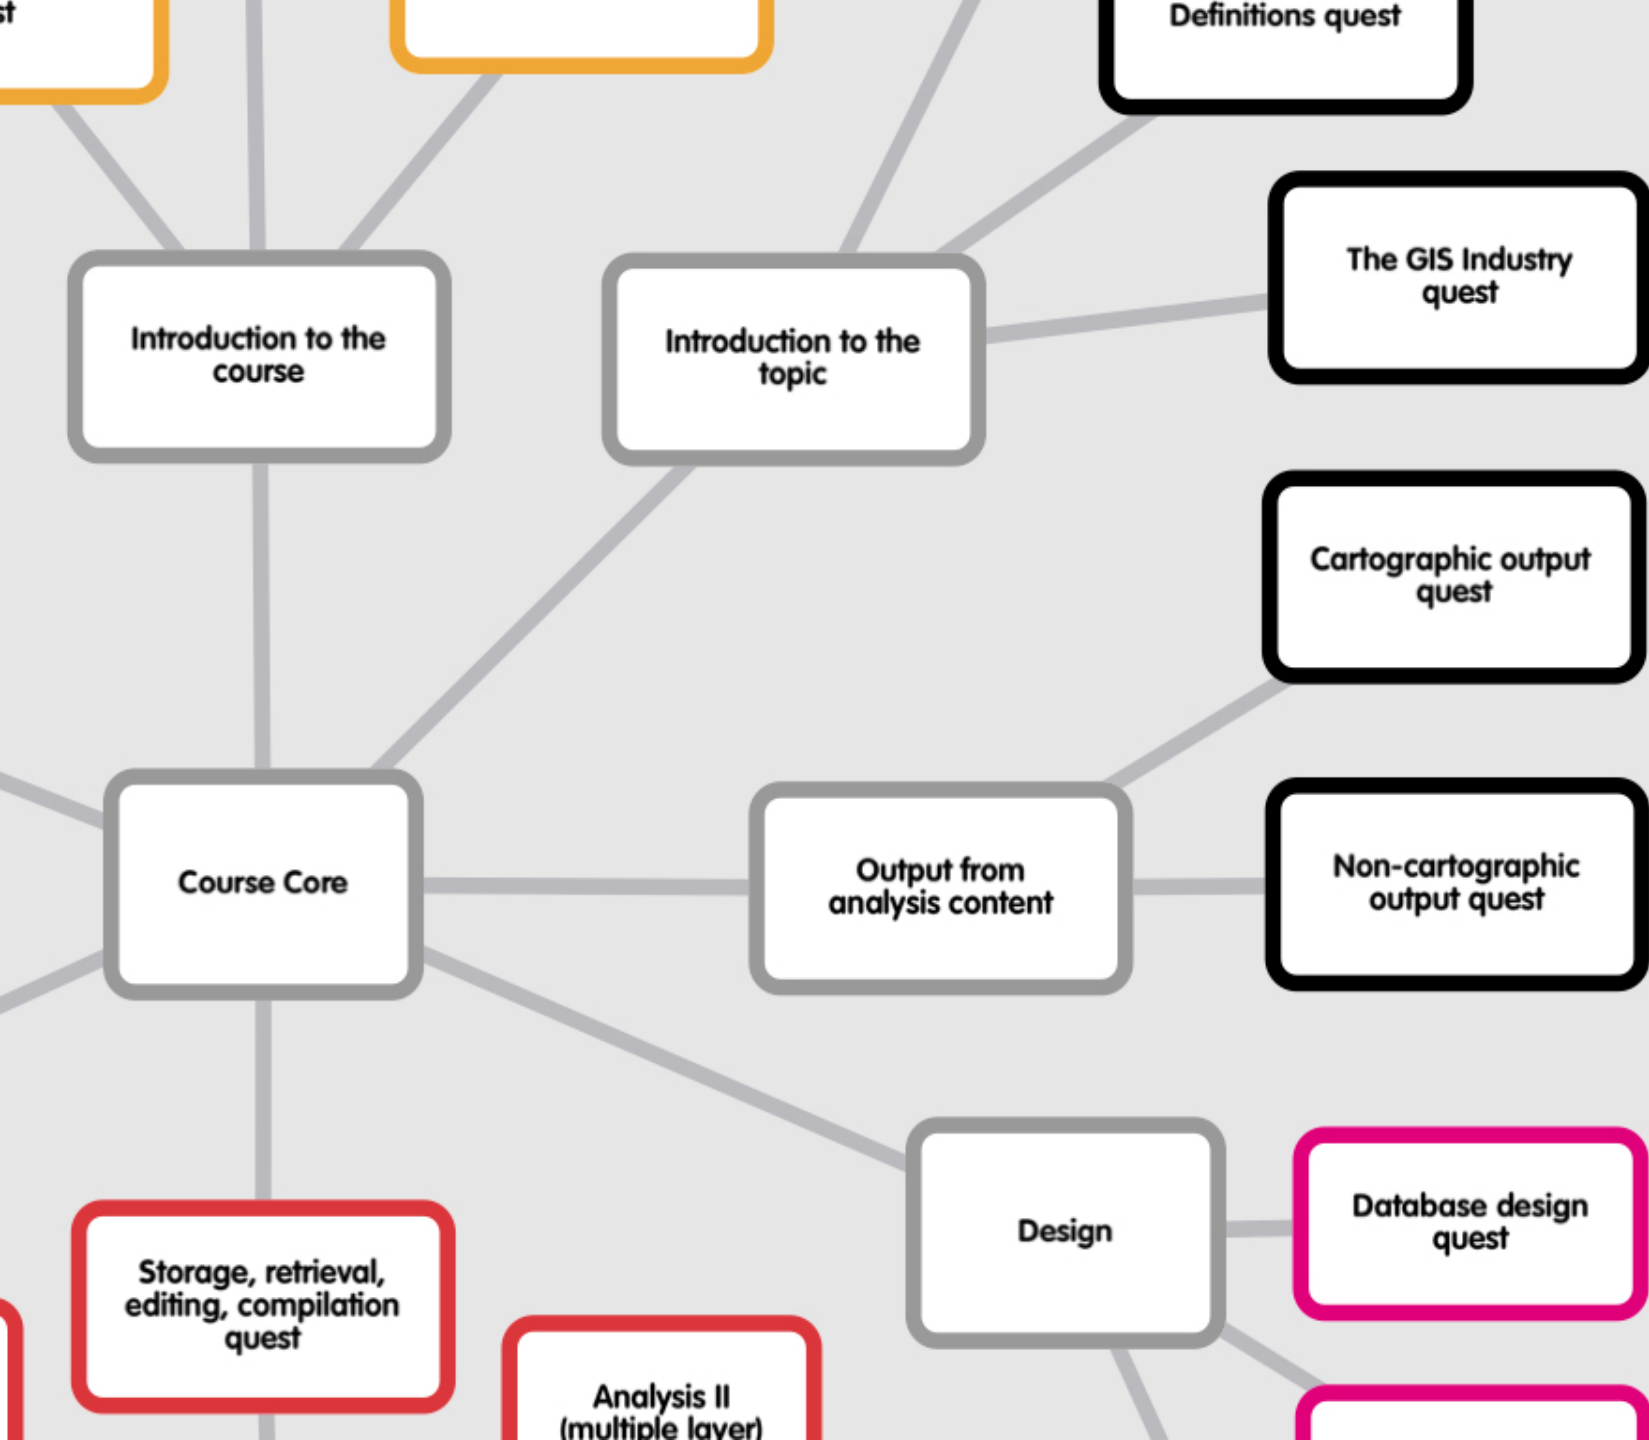 Definitions quest
The GIS Industry
quest
Introduction to the
course
Introduction to the
topic
Cartographic output
quest
Course Core
Output from
analysis content
Non-cartographic
output quest
Design
Database design
quest
Storage, retrieval,
editing, compilation
quest
Analysis II
(multiple layer)